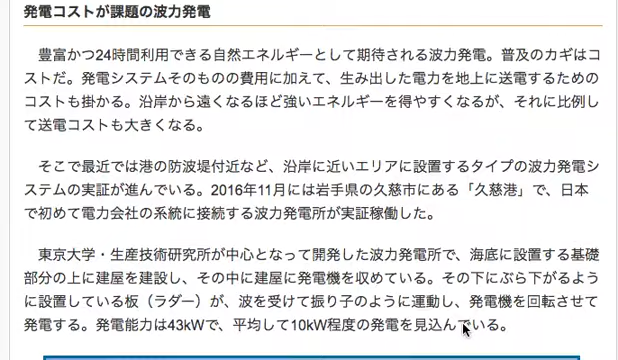 発電コストが課題の波力発電
豊富かつ24時間利用できる自然エネルギーとして期待される波力発電。普及のカギはコ
ストだ。発電システムそのものの費用に加えて、生み出した電力を地上に送電するための
コストも掛かる。沿岸から遠くなるほど強いエネルギーを得やすくなるが、それに比例し
て送電コストも大きくなる。
そこで最近では港の防波堤付近など、沿岸に近いエリアに設置するタイプの波力発電シ
ステムの実証が進んでいる。2016年11月には岩手県の久慈市にある「久慈港」で、日本
で初めて電力会社の系統に接続する波力発電所が実証稼働した。
東京大学・生産技術研究所が中心となって開発した波力発電所で、海底に設置する基礎
部分の上に建屋を建設し、その中に建屋に発電機を収めている。その下にぶら下がるよう
に設置している板（ラダー）が、波を受けて振り子のように運動し、発電機を回転させて
発電する。発電能力は43kWで、平均して10kW程度の発電を見込んでいる。